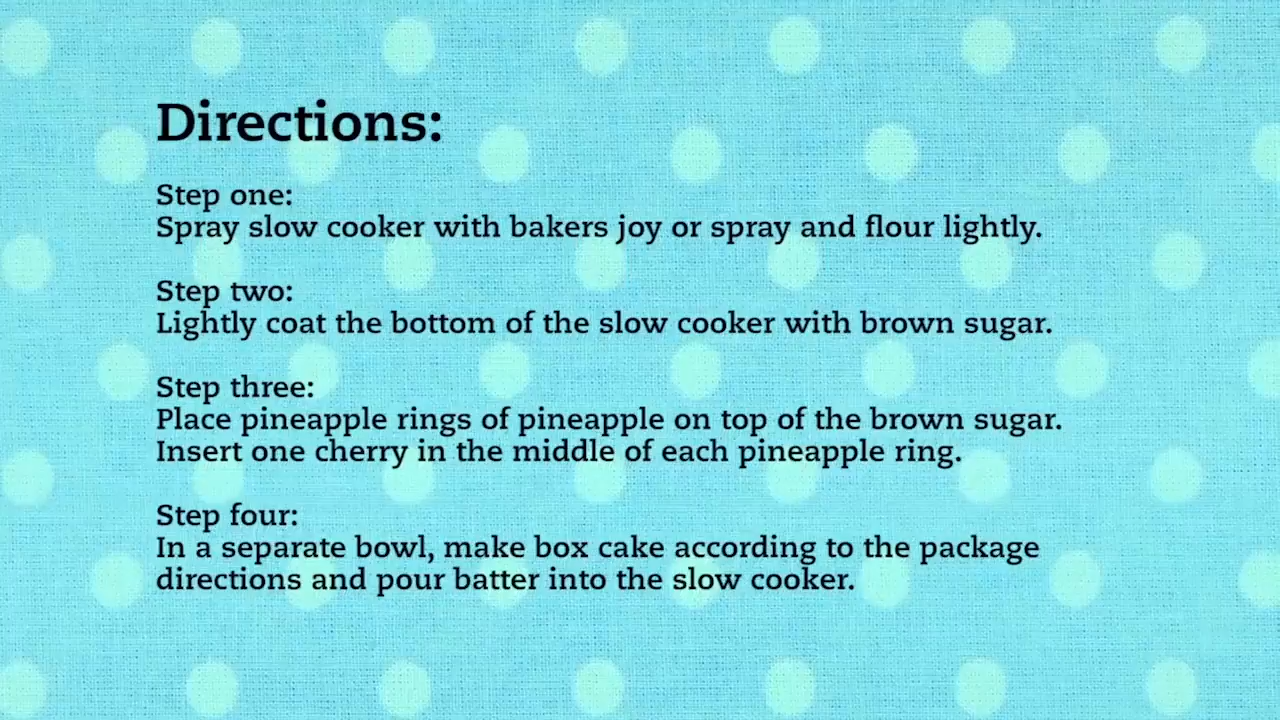 Directions:
Step one:
Spray slow cooker with bakers joy or spray and flour lightly.
Step two:
Lightly coat the bottom of the slow cooker with brown sugar.
Step three:
Place pineapple rings of pineapple on top of the brown sugar.
Insert one cherry in the middle of each pineapple ring.
Step four:
In a separate bowl, make box cake according to the package
directions and pour batter into the slow cooker.